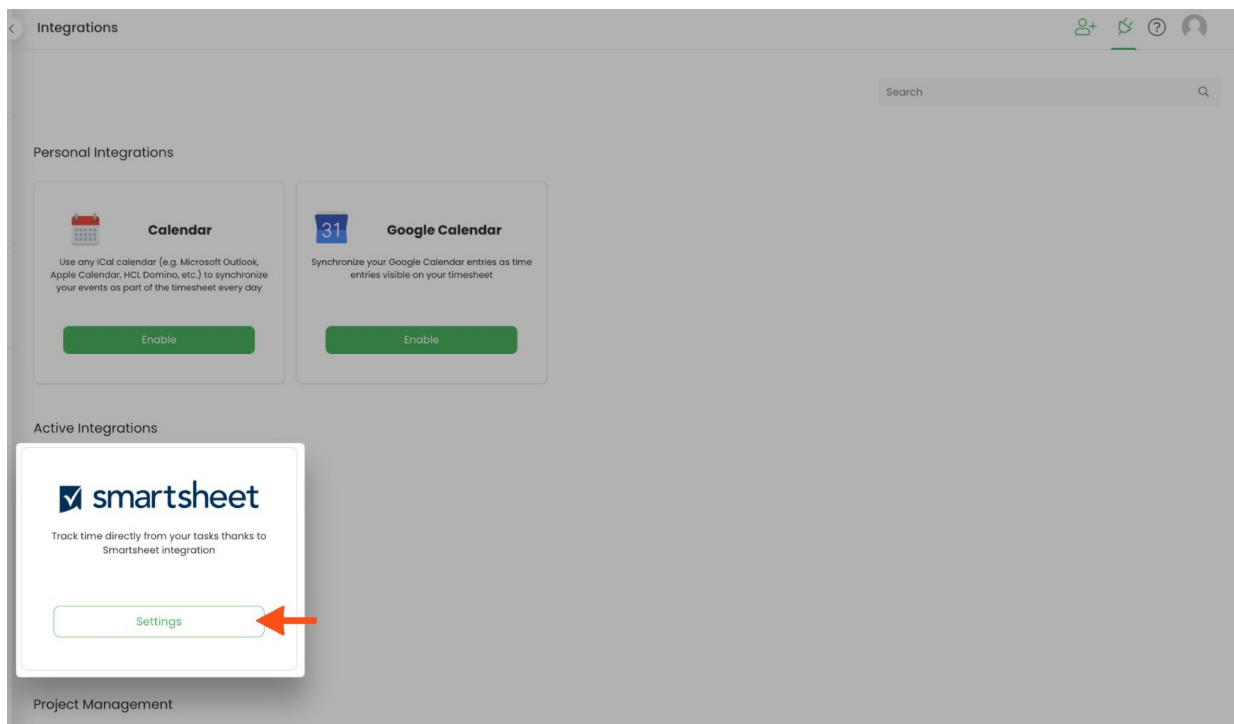 Integrations
Search
Personal Integrations
Calendar
Use any iCal calendar (e.g. Microsoft Outlook,
Apple Calendar, HCL Domino, etc.) to synchronize
your events as part of the timesheet every day
Enable
31
Google Calendar
Synchronize your Google Calendar entries as time
entries visible on your timesheet
Enable
Active Integrations
smartsheet
Track time directly from your tasks thanks to
Smartsheet integration
Settings
Project Management